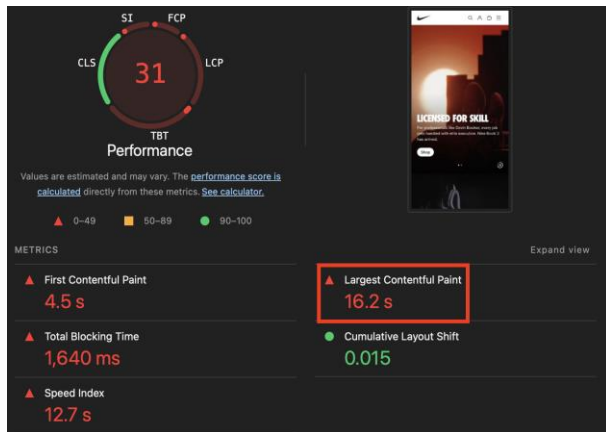 SI
FCP
CLS
LCP
31
TBT
Performance
Values are estimated and may vary. The performance score is
calculated directly from these metrics. See calculator.
0–49
50–89
90–100
LICENSED FOR SKILL
Shop
METRICS
Expand view
First Contentful Paint
4.5 s
Largest Contentful Paint
16.2 s
Total Blocking Time
1,640 ms
Cumulative Layout Shift
0.015
Speed Index
12.7 s